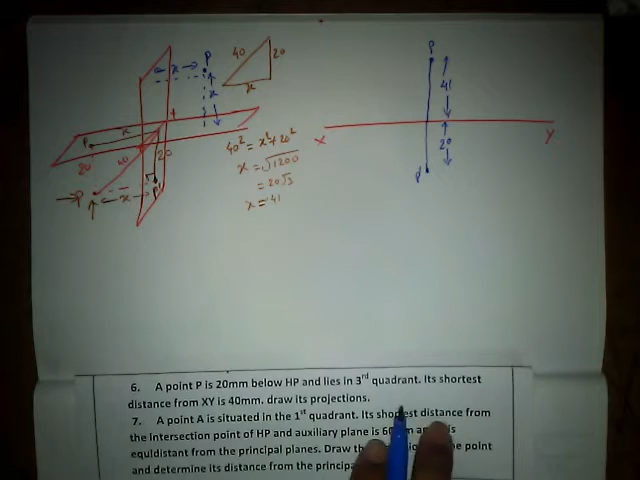 P
x
x
40
20
x
x
P
20
40
20
P'
P
x
40² = x² + 20²
x = √1200
= 20√3
x = 41
P
41
20
P'
X
Y
6. A point P is 20mm below HP and lies in 3rd quadrant. Its shortest
distance from XY is 40mm. draw its projections.
7. A point A is situated in the 1st quadrant. Its shortest distance from
the intersection point of HP and auxiliary plane is is
equidistant from the principal planes. Draw point
and determine its distance from the